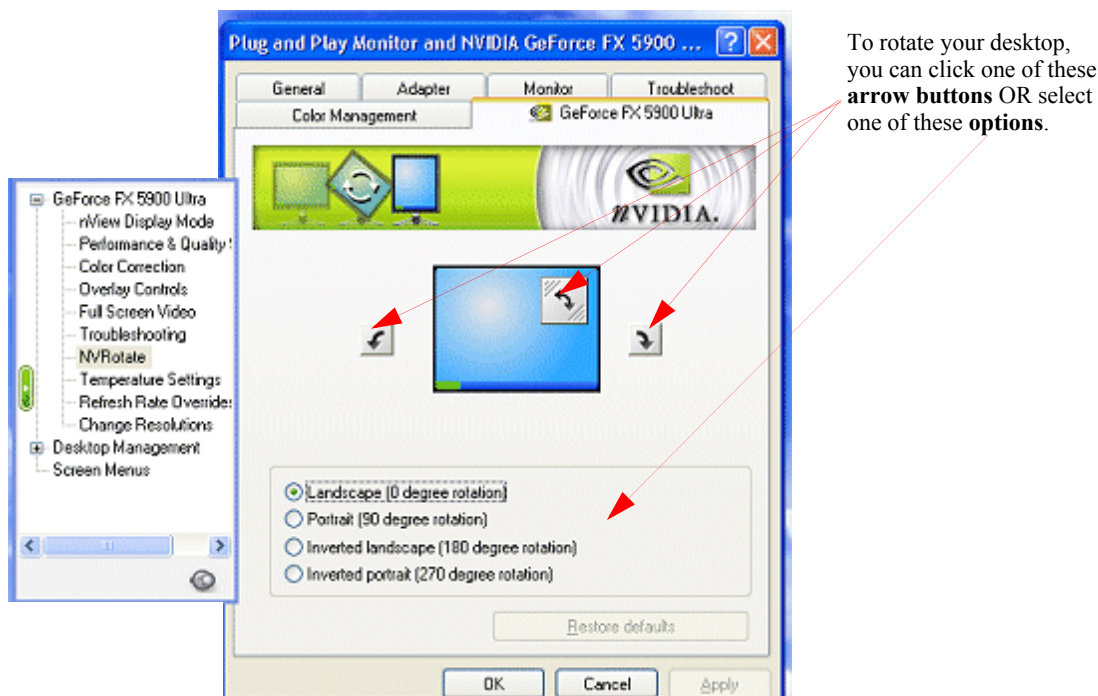 Plug and Play Monitor and NVIDIA GeForce FX 5900 ...
General Adapter Monitor Troubleshoot
Color Management GeForce FX 5900 Ultra
nVIDIA.
GeForce FX 5900 Ultra
nView Display Mode
Performance & Quality S
Color Correction
Overlay Controls
Full Screen Video
Troubleshooting
NVRotate
Temperature Settings
Refresh Rate Overrides
Change Resolutions
Desktop Management
Screen Menus
Landscape (0 degree rotation)
Portrait (90 degree rotation)
Inverted landscape (180 degree rotation)
Inverted portrait (270 degree rotation)
Restore defaults
OK Cancel Apply
To rotate your desktop,
you can click one of these
arrow buttons OR select
one of these options.